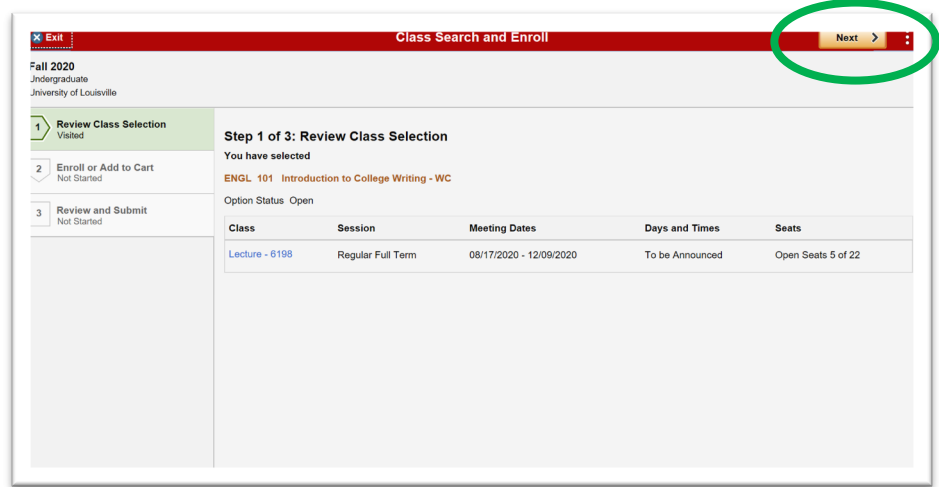 Exit
Class Search and Enroll
Next
Fall 2020
Undergraduate
University of Louisville
1 Review Class Selection
Visited
2 Enroll or Add to Cart
Not Started
3 Review and Submit
Not Started
Step 1 of 3: Review Class Selection
You have selected
ENGL 101 Introduction to College Writing - WC
Option Status Open
Class Session Meeting Dates Days and Times Seats
Lecture - 6198 Regular Full Term 08/17/2020 - 12/09/2020 To be Announced Open Seats 5 of 22